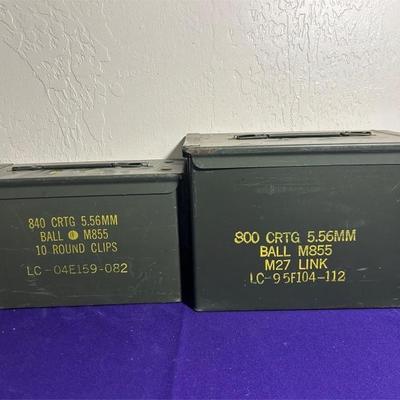 840 CRTG 5.56MM
BALL M855
10 ROUND CLIPS
LC-04E159-082
800 CRTG 5.56MM
BALL M855
M27 LINK
LC-95F104-112